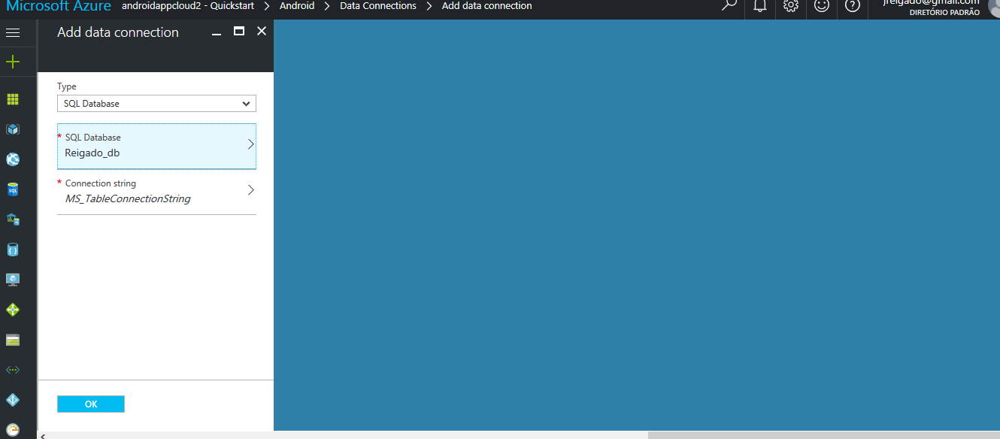 Microsoft Azure androidappcloud2 - Quickstart > Android > Data Connections > Add data connection
jreigado@gmail.com
DIRETÓRIO PADRÃO
Add data connection
Type
SQL Database
* SQL Database
Reigado_db
* Connection string
MS_TableConnectionString
SQL
OK